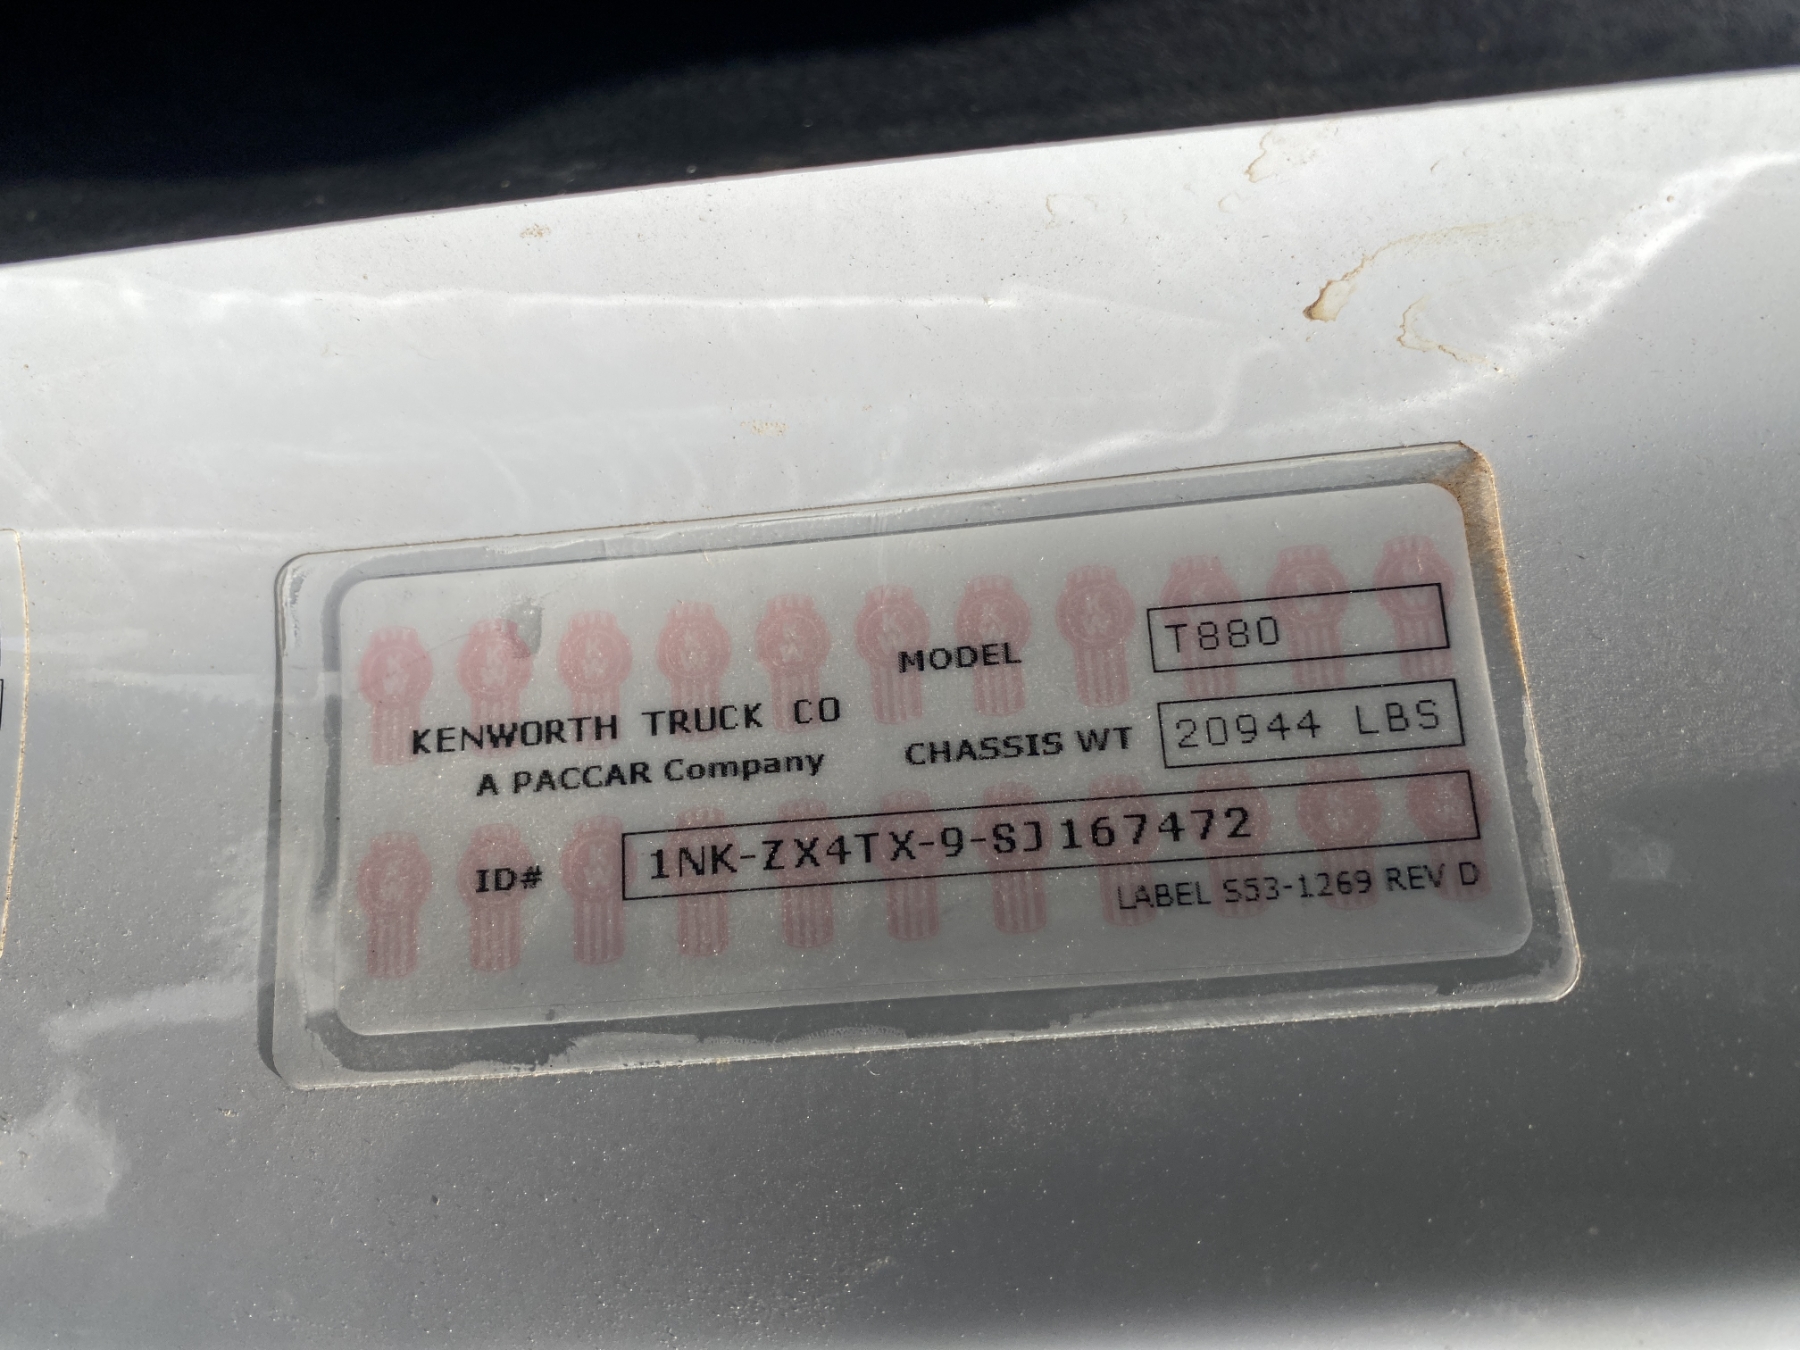 MODEL T880
KENWORTH TRUCK CO
A PACCAR Company
CHASSIS WT 20944 LBS
ID# 1NK-ZX4TX-9-SJ167472
LABEL S53-1269 REV D